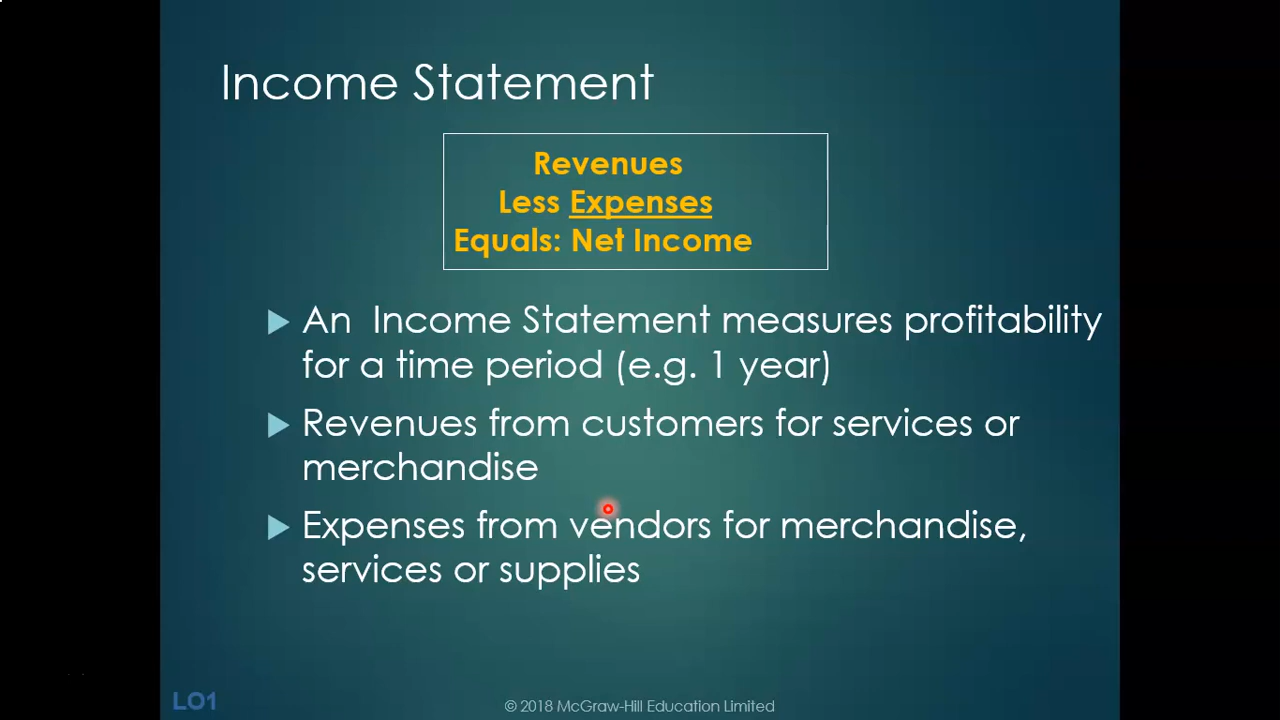 Income Statement
Revenues
Less Expenses
Equals: Net Income
An Income Statement measures profitability
for a time period (e.g. 1 year)
Revenues from customers for services or
merchandise
Expenses from vendors for merchandise,
services or supplies
LO1
© 2018 McGraw-Hill Education Limited